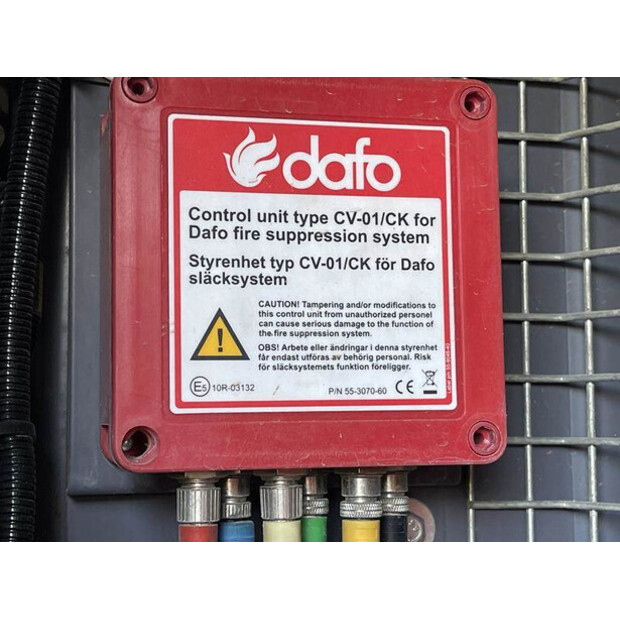 dafo
Control unit type CV-01/CK for
Dafo fire suppression system
Styrenhet typ CV-01/CK för Dafo
släcksystem
CAUTION! Tampering and/or modifications to
this control unit from unauthorized personel
can cause serious damage to the function of
the fire suppression system.
OBS! Arbete eller ändringar i denna styrenhet
får endast utföras av behörig personal. Risk
för släcksystemets funktion föreligger.
E5 10R-03132 P/N 55-3070-60 CE